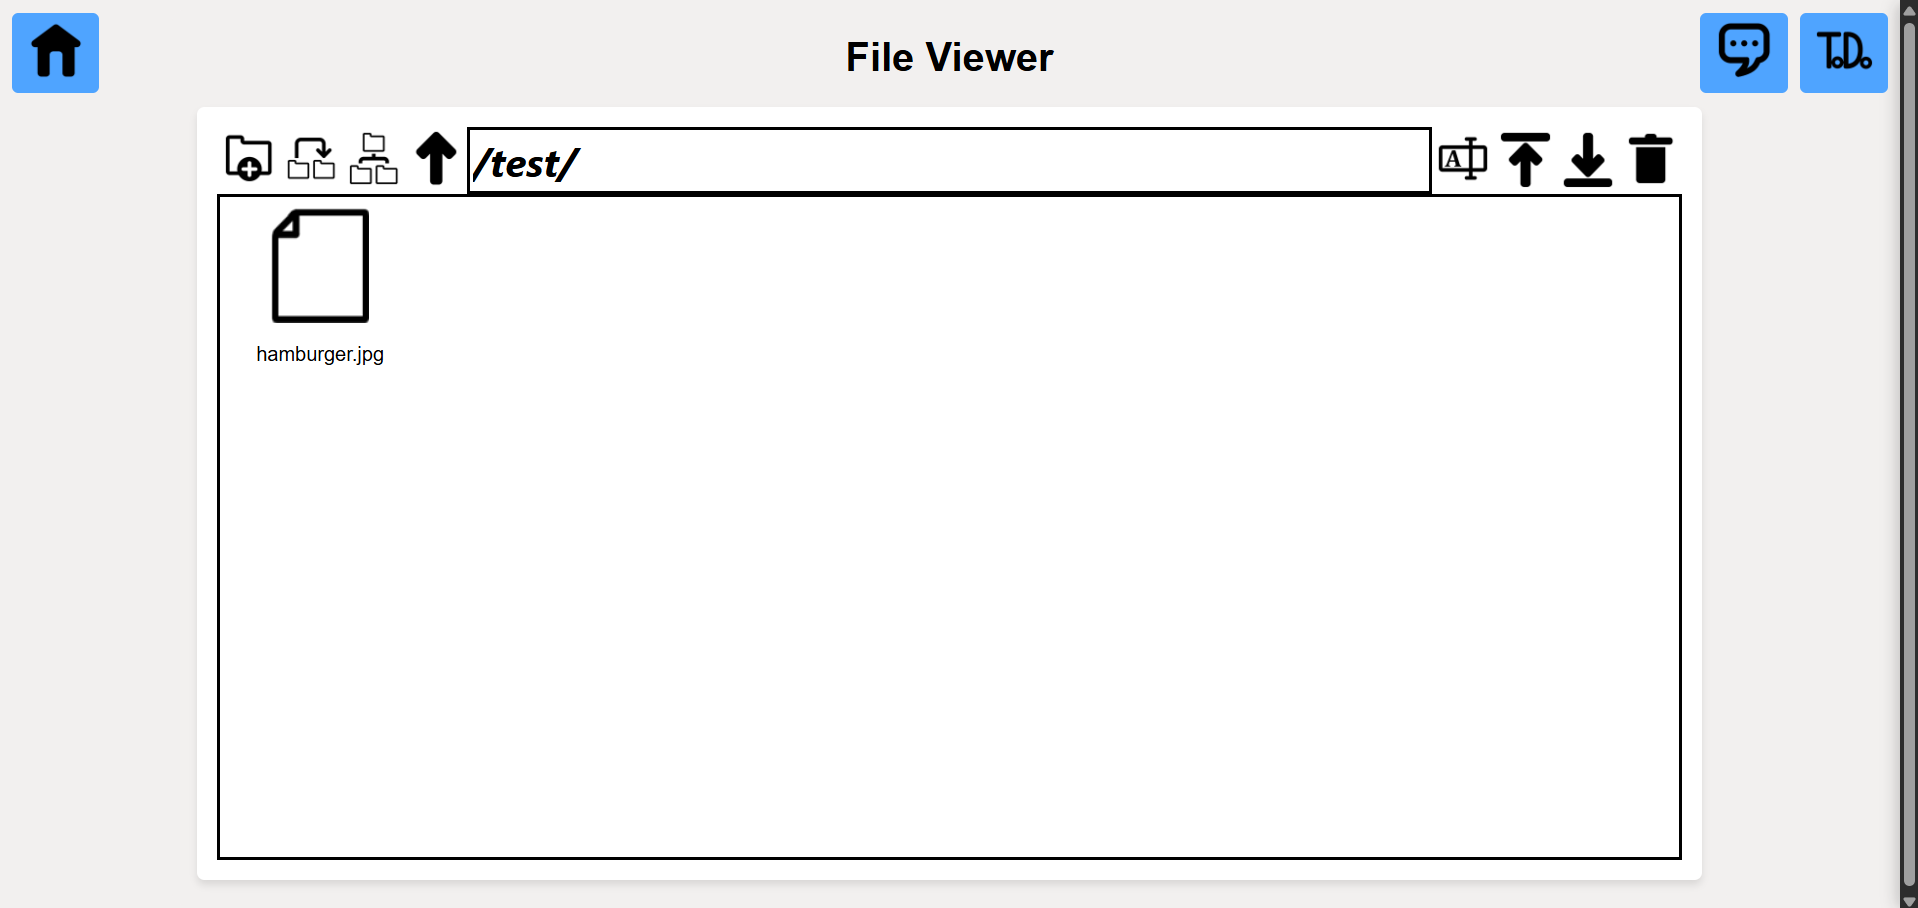 File Viewer
T.D.
/test/
A
hamburger.jpg